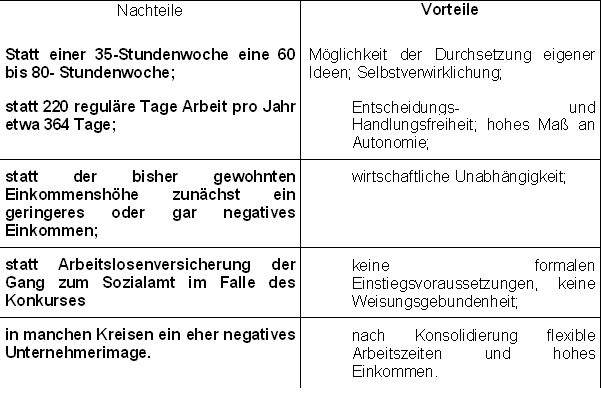 Nachteile
Vorteile
Statt einer 35-Stundenwoche eine 60
bis 80- Stundenwoche;
statt 220 reguläre Tage Arbeit pro Jahr
etwa 364 Tage;
Möglichkeit der Durchsetzung eigener
Ideen; Selbstverwirklichung;
Entscheidungs- und
Handlungsfreiheit; hohes Maß an
Autonomie;
statt der bisher gewohnten
Einkommenshöhe zunächst ein
geringeres oder gar negatives
Einkommen;
wirtschaftliche Unabhängigkeit;
statt Arbeitslosenversicherung der
Gang zum Sozialamt im Falle des
Konkurses
keine formalen
Einstiegsvoraussetzungen, keine
Weisungsgebundenheit;
in manchen Kreisen ein eher negatives
Unternehmerimage.
nach Konsolidierung flexible
Arbeitszeiten und hohes
Einkommen.